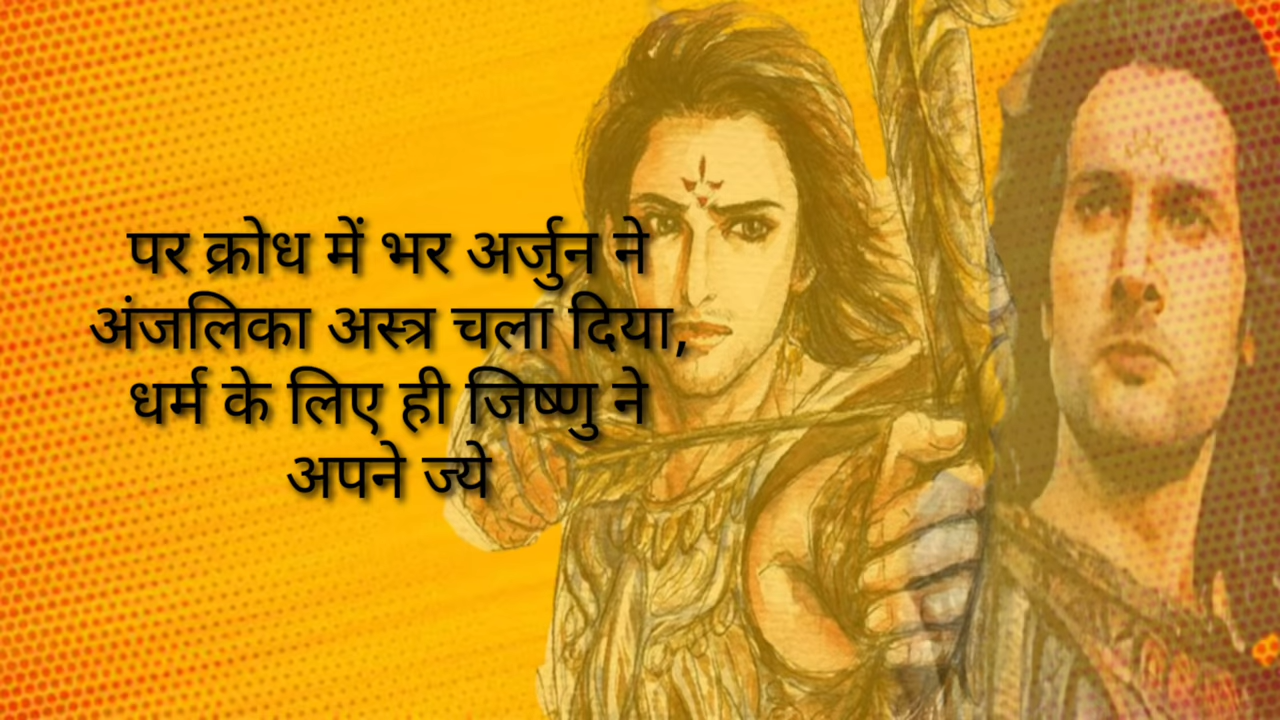 पर क्रोध में भर अर्जुन ने
अंजलिका अस्त्र चला दिया,
धर्म के लिए ही जिष्णु ने
अपने ज्ये